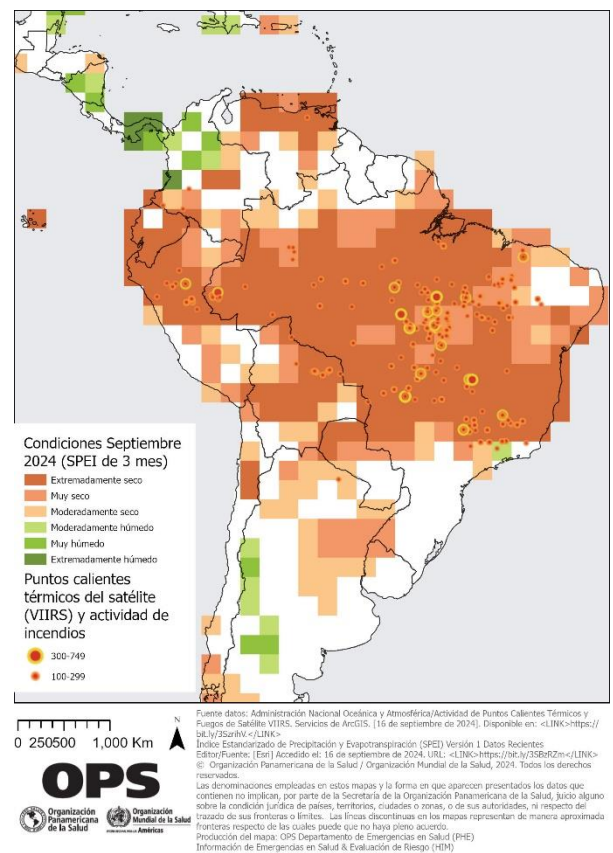 Condiciones Septiembre
2024 (SPEI de 3 mes)
Extremadamente seco
Muy seco
Moderadamente seco
Moderadamente húmedo
Muy húmedo
Extremadamente húmedo
Puntos calientes
térmicos del satélite
(VIIRS) y actividad de
incendios
300-749
100-299
0 250500 1,000 Km
N
OPS
Organización
Panamericana
de la Salud
Organización
Mundial de la Salud
Américas
Fuente datos: Administración Nacional Oceánica y Atmosférica/Actividad de Puntos Calientes Térmicos y
Fuegos de Satélite VIIRS. Servicios de ArcGIS. [16 de septiembre de 2024]. Disponible en: <LINK>https://
bit.ly/3SzrihV.</LINK>
Índice Estandarizado de Precipitación y Evapotranspiración (SPEI) Versión 1 Datos Recientes
Editor/Fuente: [Esri] Accedido el: 16 de septiembre de 2024. URL: <LINK>https://bit.ly/3SBzRZm</LINK>
© Organización Panamericana de la Salud / Organización Mundial de la Salud, 2024. Todos los derechos
reservados.
Las denominaciones empleadas en estos mapas y la forma en que aparecen presentados los datos que
contienen no implican, por parte de la Secretaría de la Organización Panamericana de la Salud, juicio alguno
sobre la condición jurídica de países, territorios, ciudades o zonas, o de sus autoridades, ni respecto del
trazado de sus fronteras o límites. Las líneas discontinuas en los mapas representan de manera aproximada
fronteras respecto de las cuales puede que no haya pleno acuerdo.
Producción del mapa: OPS Departamento de Emergencias en Salud (PHE)
Información de Emergencias en Salud & Evaluación de Riesgo (HIM)